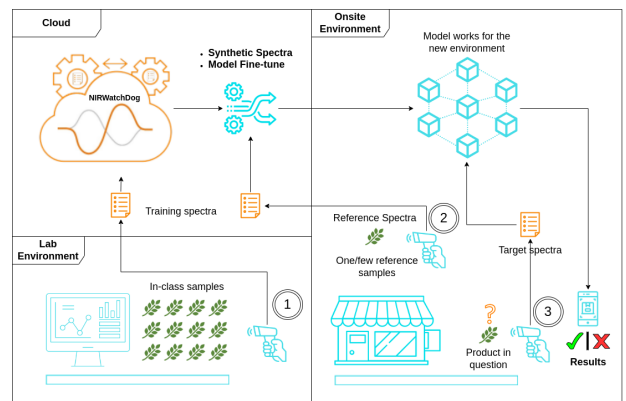 Cloud
Onsite
Environment
Synthetic Spectra
Model Fine-tune
Model works for the
new environment
NIRWatchDog
Training spectra
Reference Spectra
2
One/few reference
samples
Target spectra
Lab
Environment
In-class samples
1
3
?
Product in
question
Results